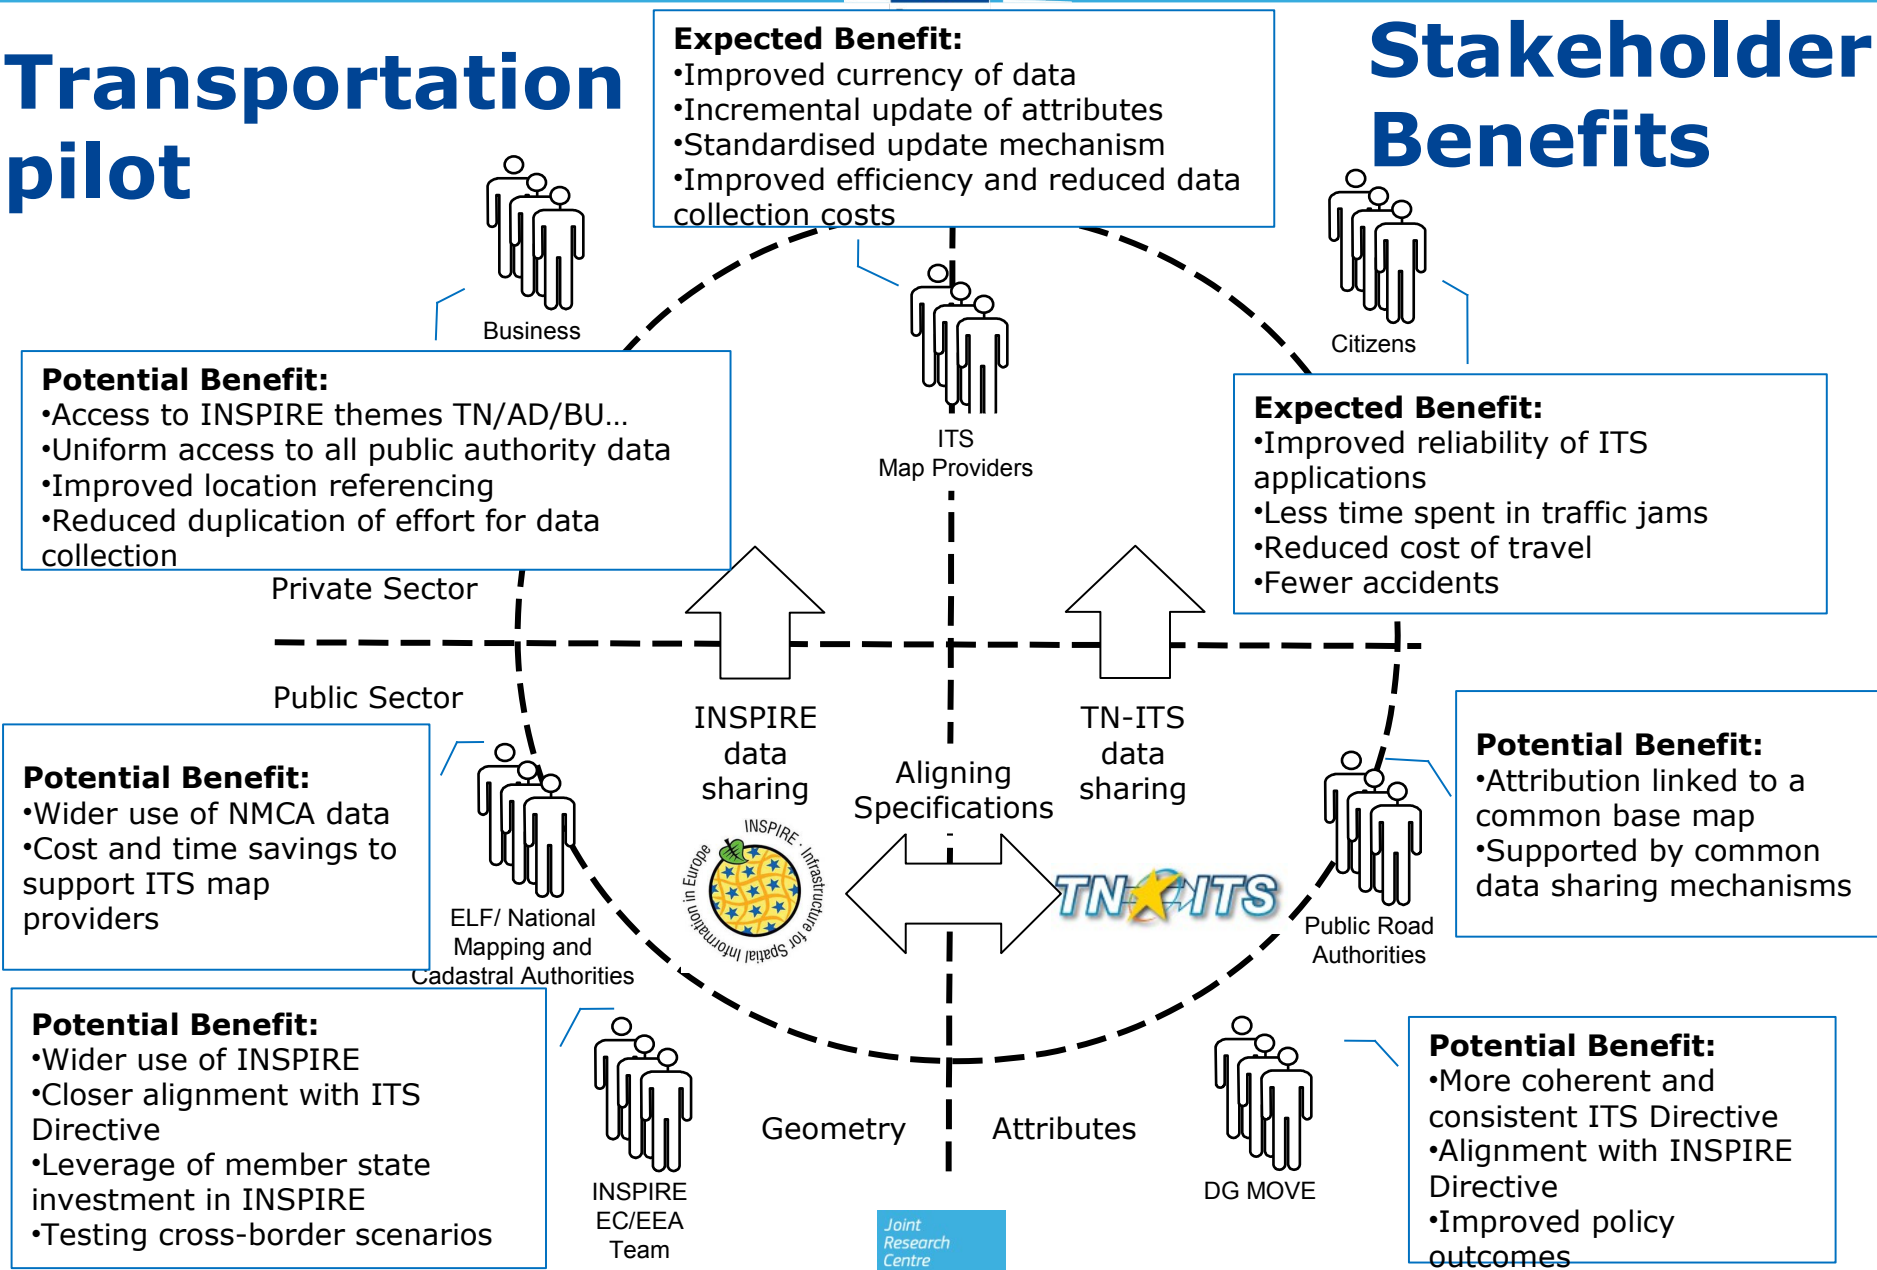 Transportation
pilot
Stakeholder
Benefits
Expected Benefit:
•Improved currency of data
•Incremental update of attributes
•Standardised update mechanism
•Improved efficiency and reduced data
collection costs
Business
Citizens
ITS
Map Providers
Potential Benefit:
•Access to INSPIRE themes TN/AD/BU...
•Uniform access to all public authority data
•Improved location referencing
•Reduced duplication of effort for data
collection
Expected Benefit:
•Improved reliability of ITS
applications
•Less time spent in traffic jams
•Reduced cost of travel
•Fewer accidents
Private Sector
Public Sector
INSPIRE
data
sharing
TN-ITS
data
sharing
Aligning
Specifications
INSPIRE · Infrastructure for Spatial Information in Europe
TN ITS
Potential Benefit:
•Wider use of NMCA data
•Cost and time savings to
support ITS map
providers
ELF/ National
Mapping and
Cadastral Authorities
Potential Benefit:
•Attribution linked to a
common base map
•Supported by common
data sharing mechanisms
Public Road
Authorities
Potential Benefit:
•Wider use of INSPIRE
•Closer alignment with ITS
Directive
•Leverage of member state
investment in INSPIRE
•Testing cross-border scenarios
INSPIRE
EC/EEA
Team
Geometry
Attributes
DG MOVE
Potential Benefit:
•More coherent and
consistent ITS Directive
•Alignment with INSPIRE
Directive
•Improved policy
outcomes
Joint
Research
Centre